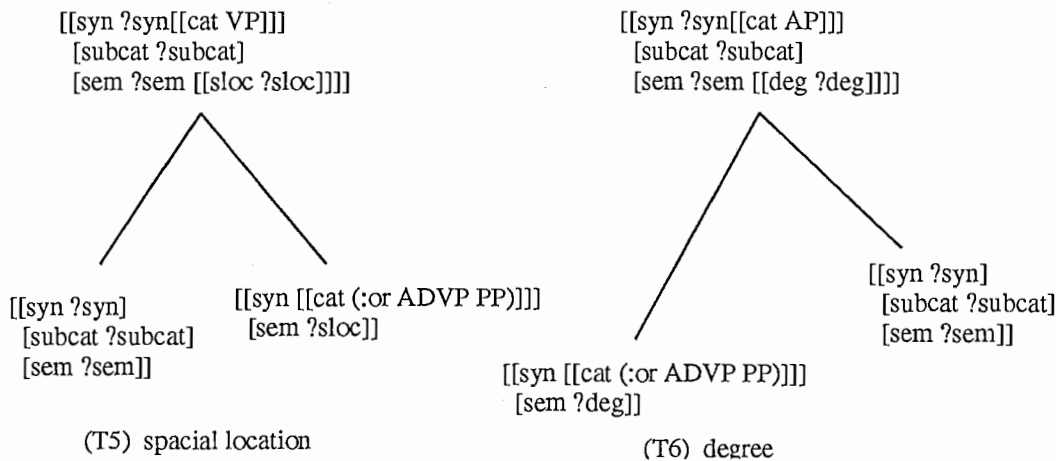 [[syn ?syn[[cat VP]]]
[subcat ?subcat]
[sem ?sem [[sloc ?sloc]]]]
[[syn ?syn]
[subcat ?subcat]
[sem ?sem]]
[[syn [[cat (:or ADVP PP)]]]
[sem ?sloc]]
(T5) spacial location
[[syn ?syn[[cat AP]]]
[subcat ?subcat]
[sem ?sem [[deg ?deg]]]]
[[syn [[cat (:or ADVP PP)]]]
[sem ?deg]]
[[syn ?syn]
[subcat ?subcat]
[sem ?sem]]
(T6) degree